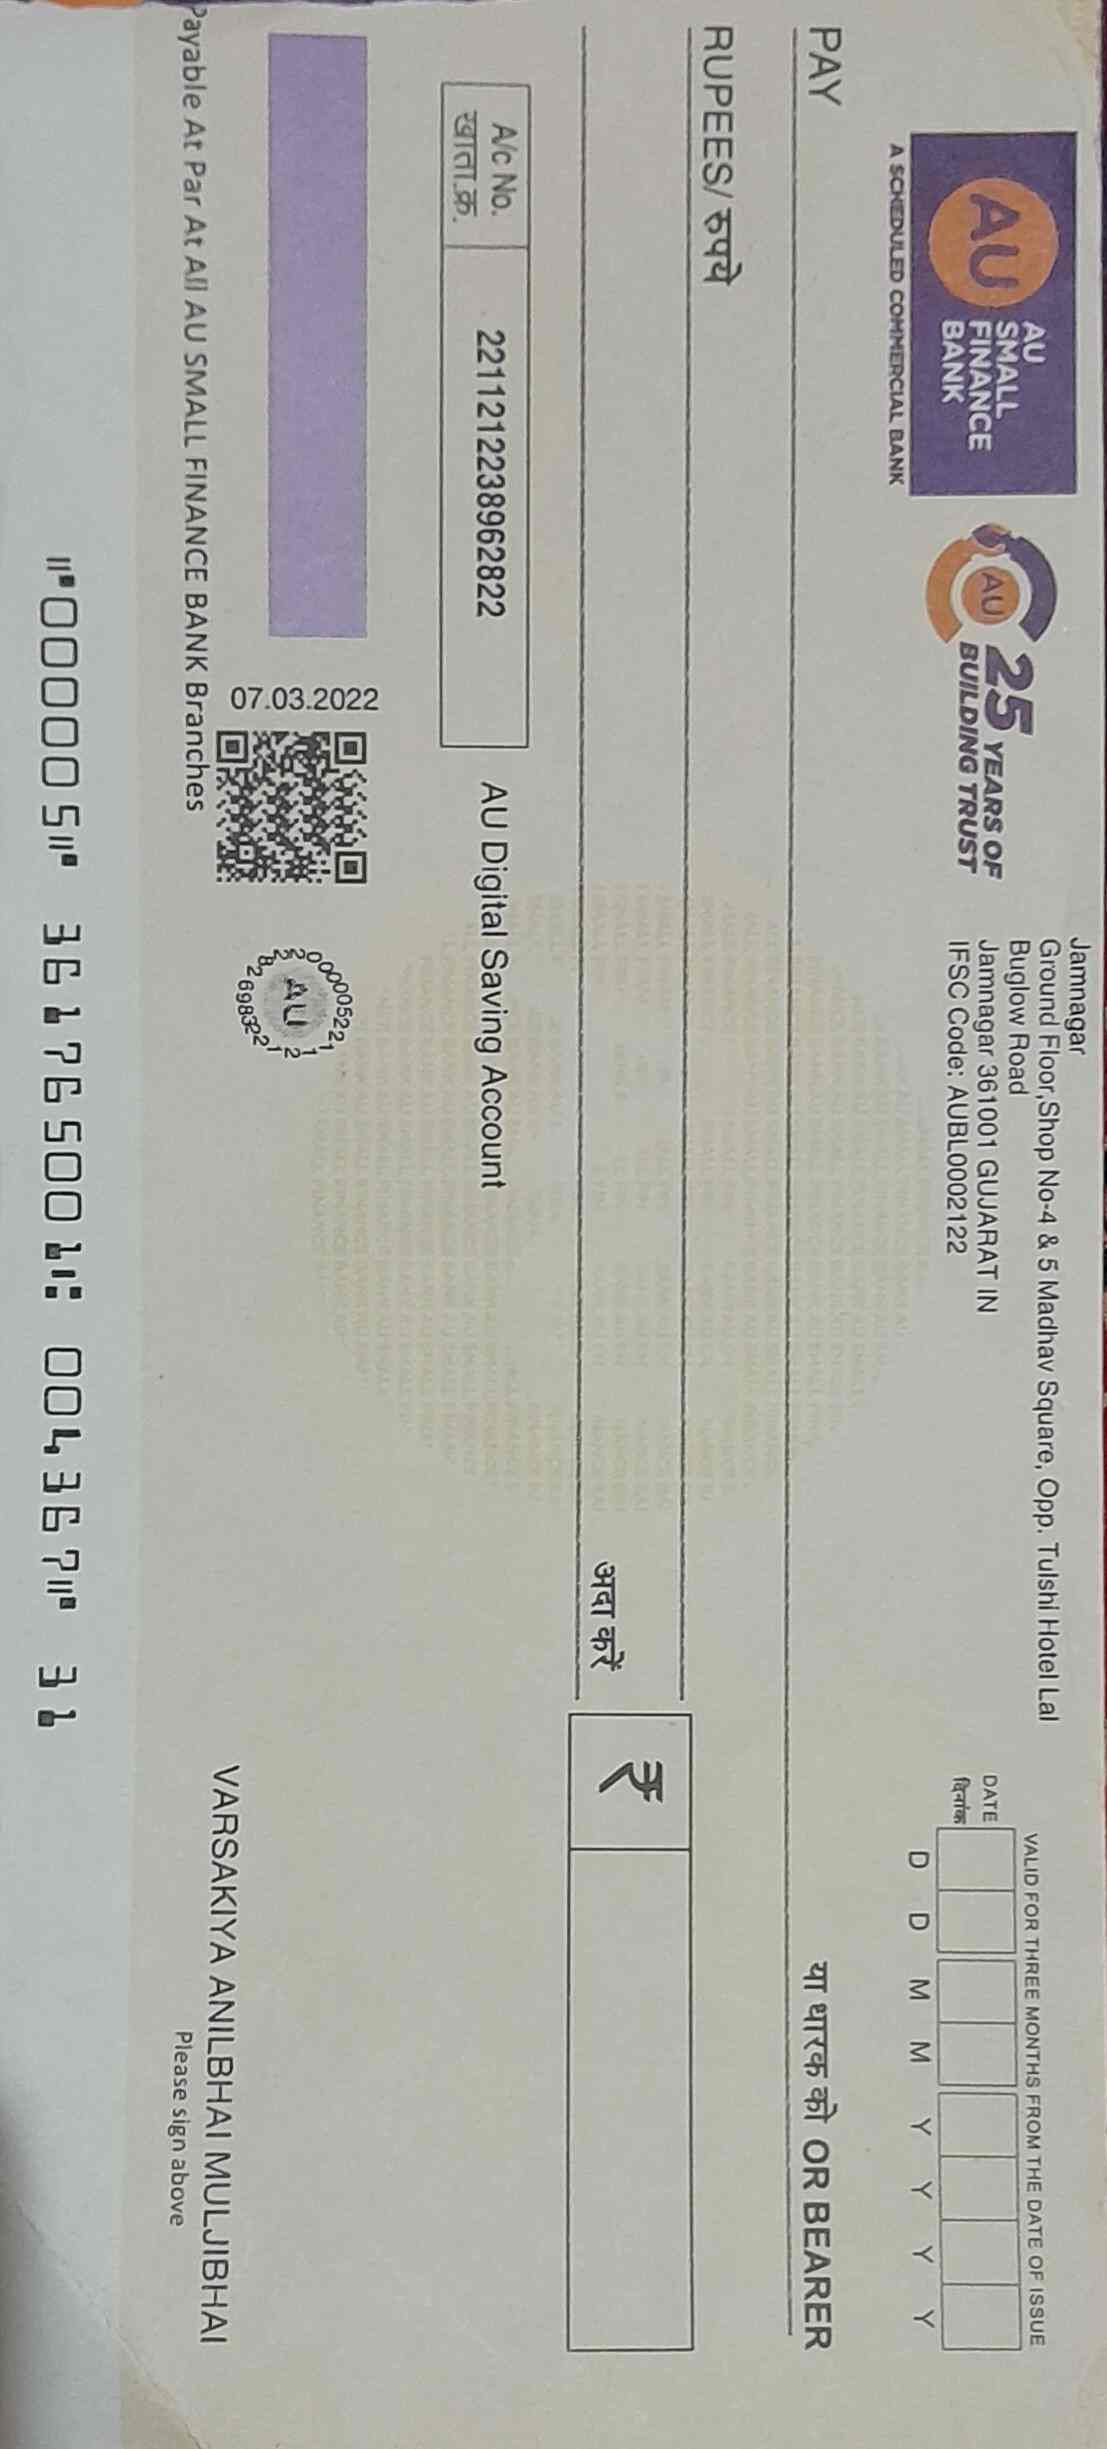 AU
AU
SMALL
FINANCE
BANK
A SCHEDULED COMMERCIAL BANK
AU
25 YEARS OF
BUILDING TRUST
Jamnagar
Ground Floor,Shop No-4 & 5 Madhav Square, Opp. Tulshi Hotel Lal
Buglow Road
Jamnagar 361001 GUJARAT IN
IFSC Code: AUBL0002122
VALID FOR THREE MONTHS FROM THE DATE OF ISSUE
DATE
दिनांक
D D M M Y Y Y Y
PAY
या धारक को OR BEARER
RUPEES/ रुपये
अदा करें
₹
A/c No.
खाता क्र.
2211212238962822
AU Digital Saving Account
07.03.2022
AU
VARSAKIYA ANILBHAI MULJIBHAI
Please sign above
Payable At Par At All AU SMALL FINANCE BANK Branches
⑈000005⑈ 361765001⑆ 004367⑈ 31